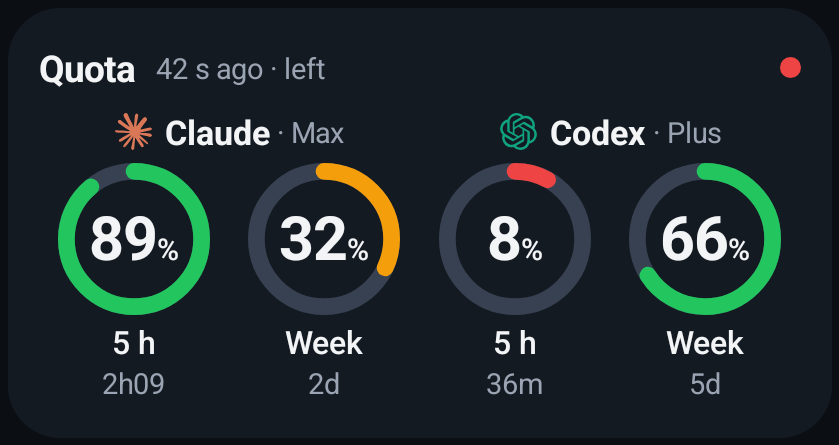 Quota 42 s ago · left
Claude · Max
Codex · Plus
89%
32%
8%
66%
5 h
Week
5 h
Week
2h09
2d
36m
5d